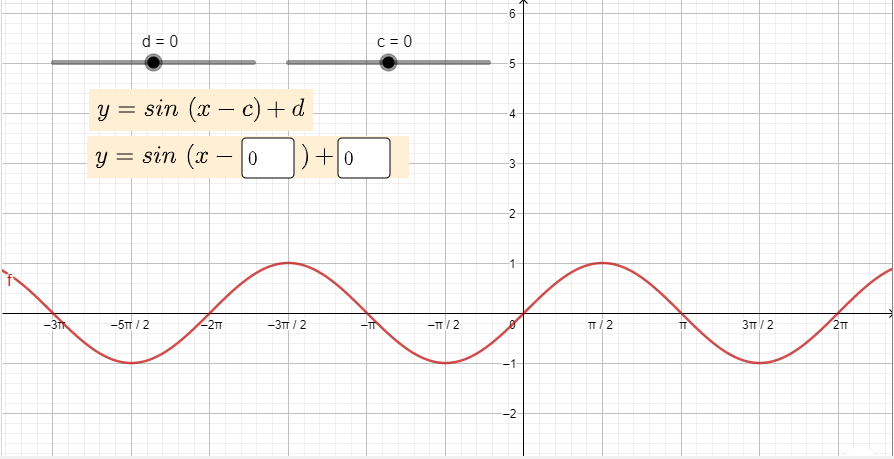 d = 0
c = 0
y = sin (x − c) + d
y = sin (x − 0 ) + 0
6
5
4
3
2
1
f
−3π −5π / 2 −2π −3π / 2 −π −π / 2 0 π / 2 π 3π / 2 2π
−1
−2